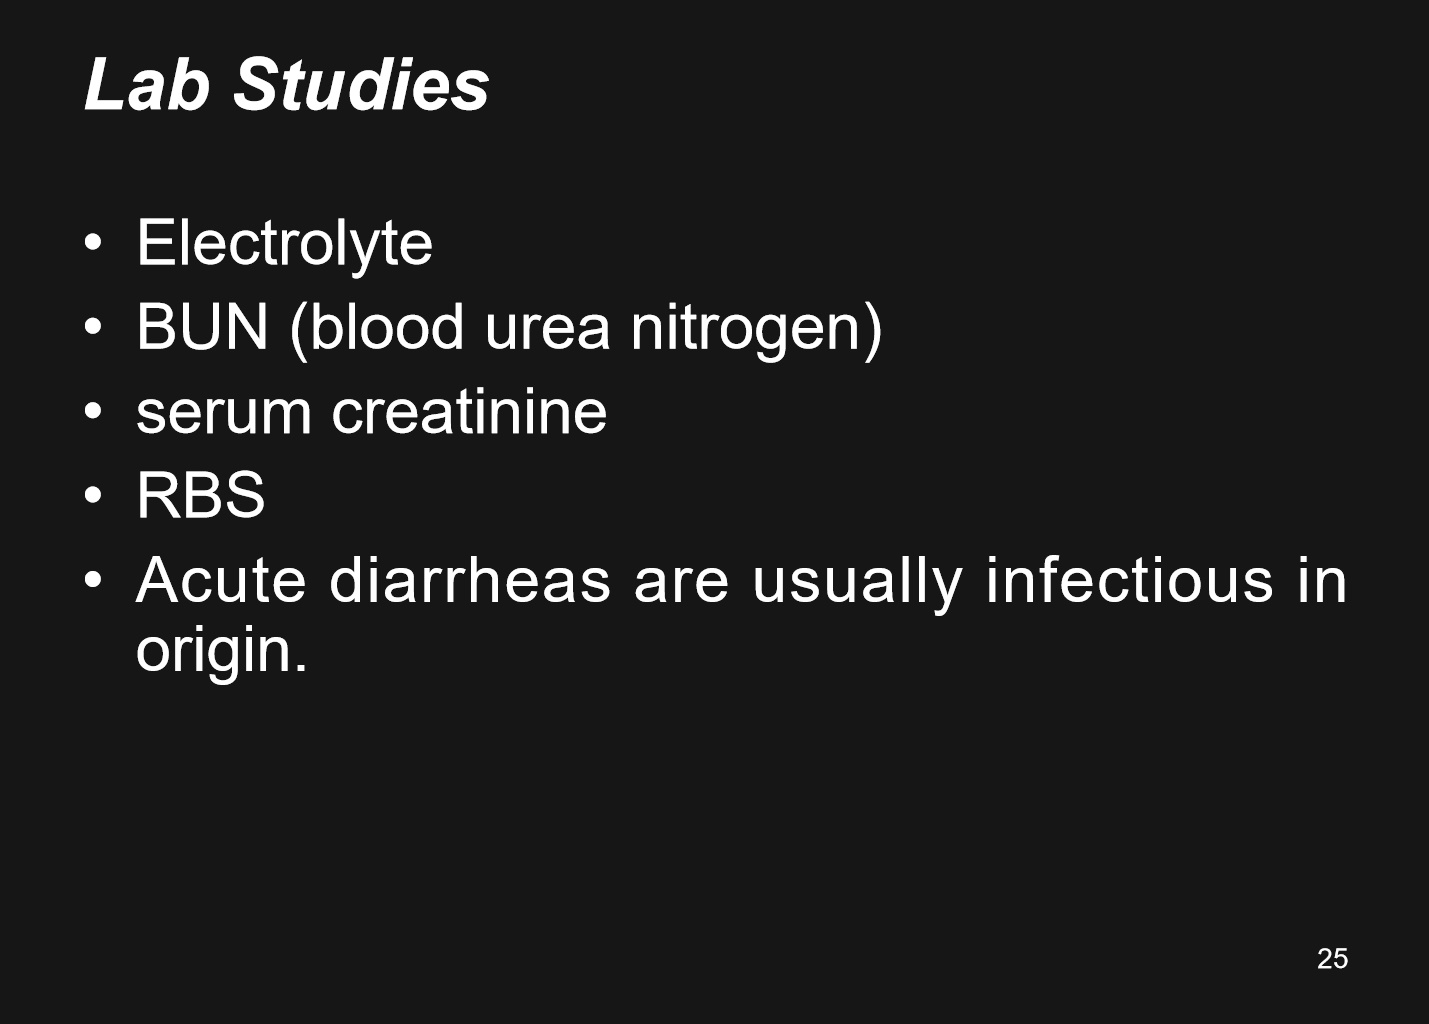 Lab Studies
• Electrolyte
• BUN (blood urea nitrogen)
• serum creatinine
• RBS
• Acute diarrheas are usually infectious in
origin.
25